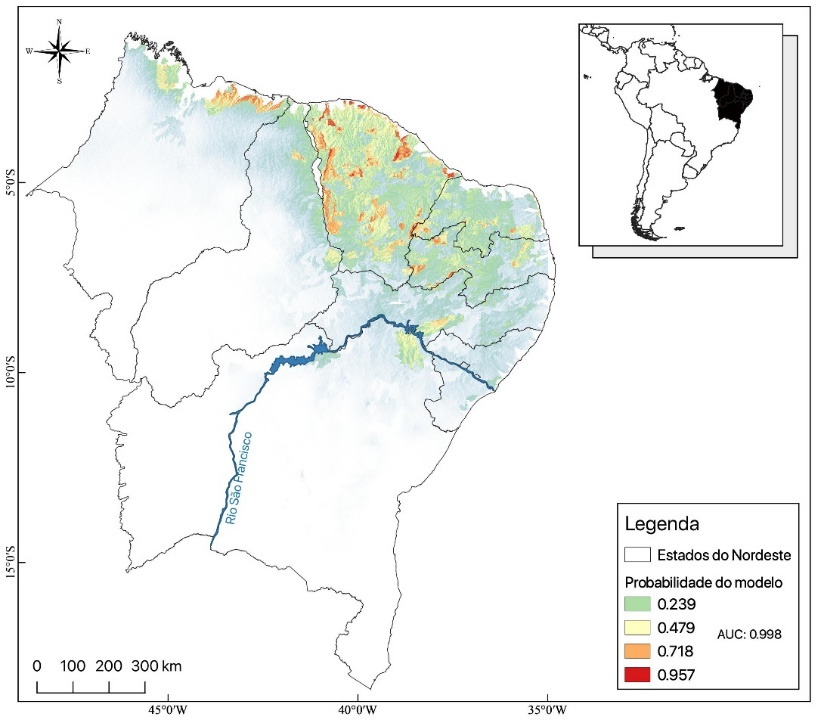 N
W
E
S
5°0'S
10°0'S
15°0'S
Rio São Francisco
Legenda
Estados do Nordeste
Probabilidade do modelo
0.239
0.479
0.718
0.957
AUC: 0.998
0 100 200 300 km
45°0'W 40°0'W 35°0'W